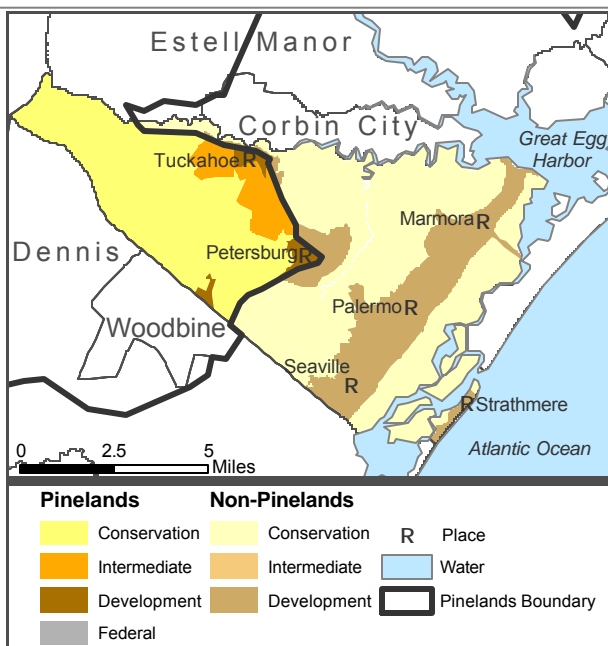 Estell Manor
Corbin City
Great Egg
Harbor
Tuckahoe R
Marmora R
Dennis
Petersburg R
Palermo R
Woodbine
Seaville
R
R Strathmere
0 2.5 5
Miles
Atlantic Ocean
Pinelands Non-Pinelands
Conservation Conservation R Place
Intermediate Intermediate Water
Development Development Pinelands Boundary
Federal